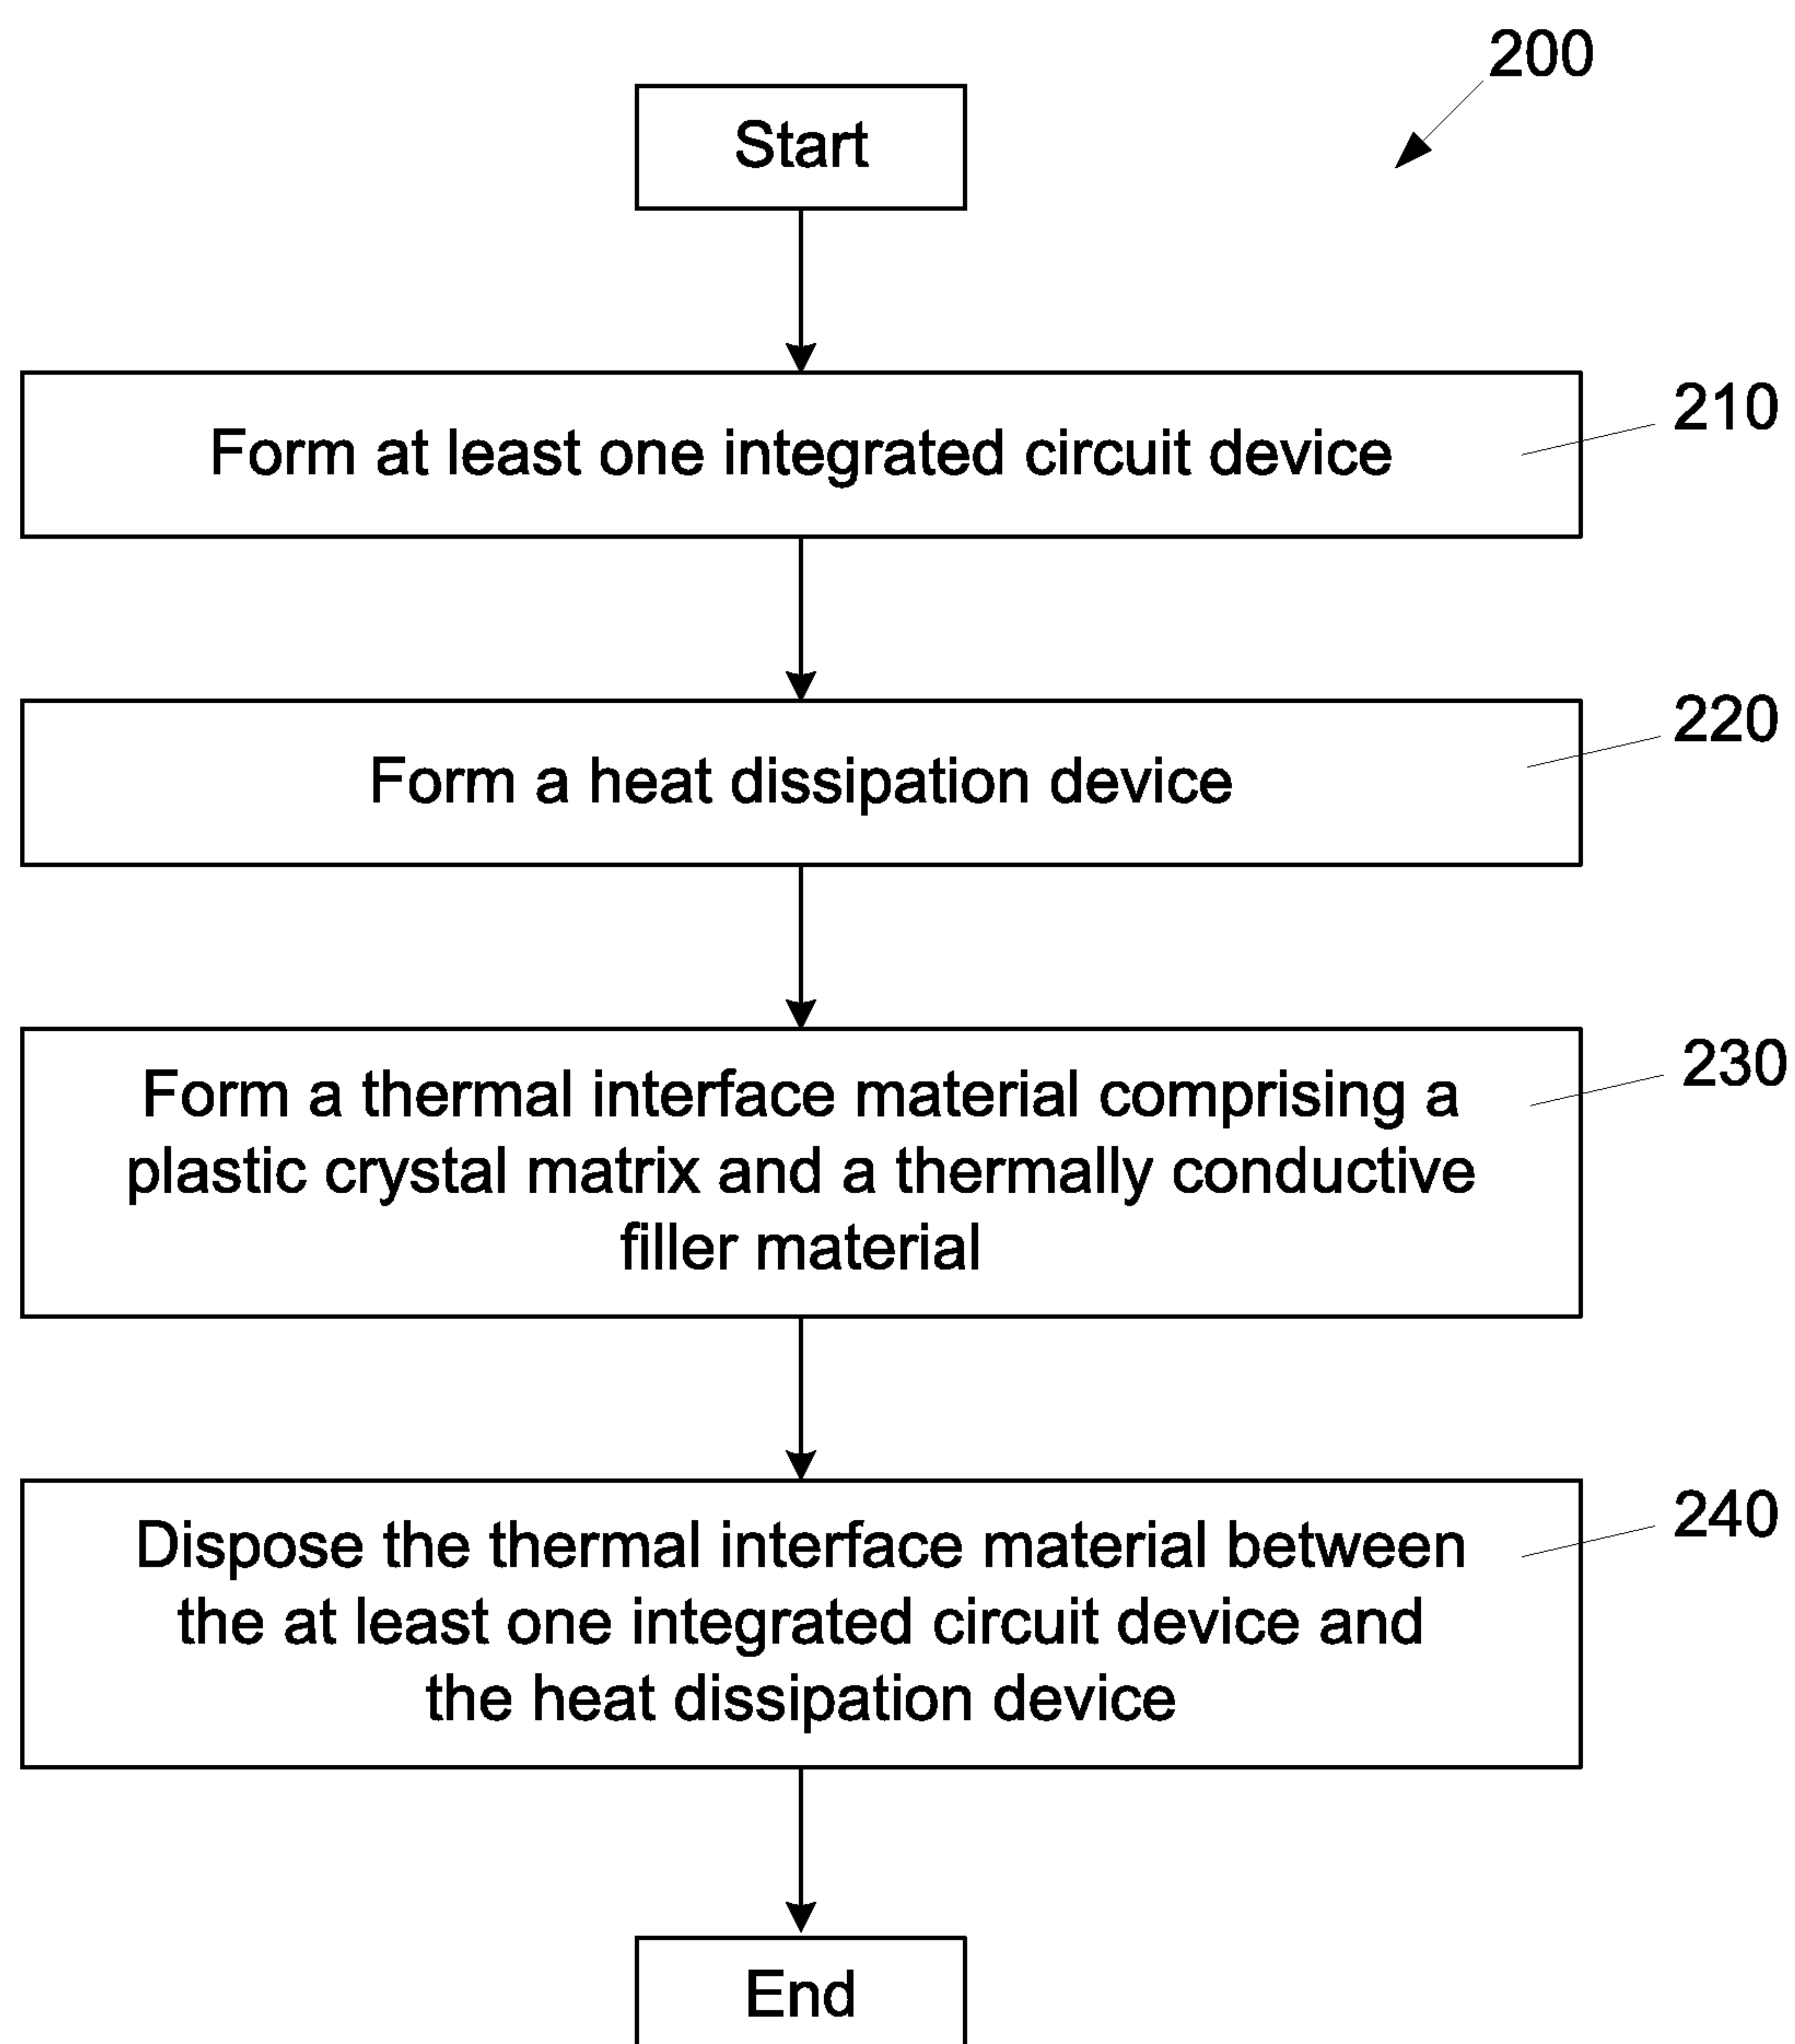 200
Start
Form at least one integrated circuit device
210
Form a heat dissipation device
220
Form a thermal interface material comprising a
plastic crystal matrix and a thermally conductive
filler material
230
Dispose the thermal interface material between
the at least one integrated circuit device and
the heat dissipation device
240
End